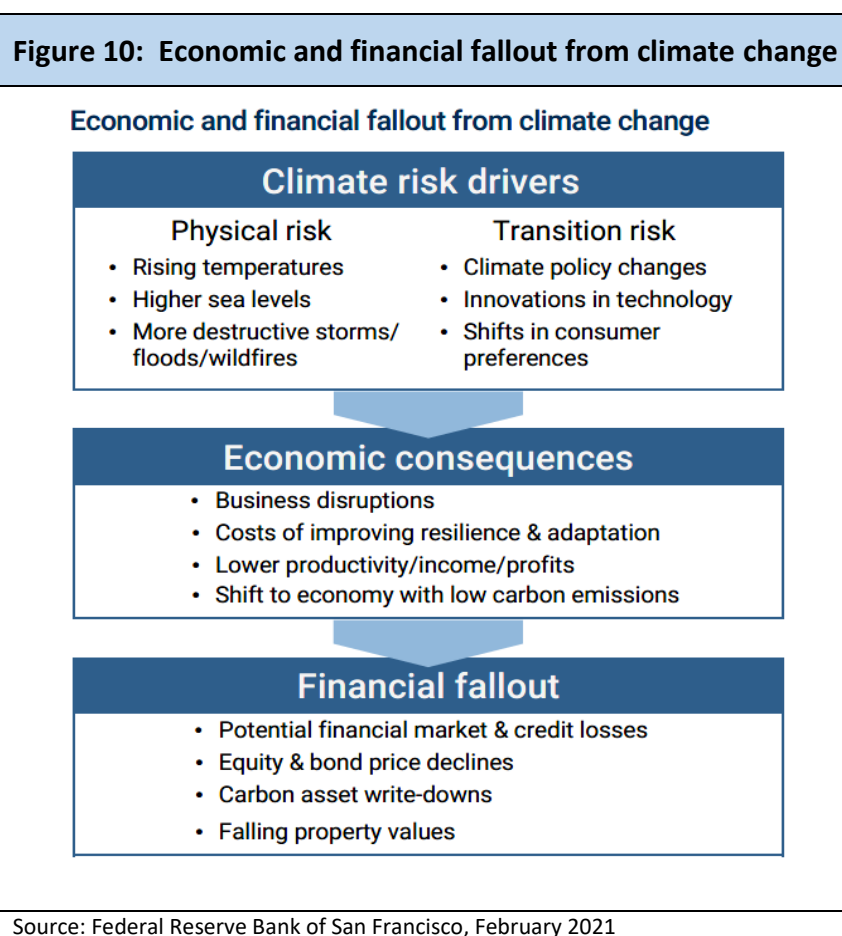 Figure 10:  Economic and financial fallout from climate change
Economic and financial fallout from climate change
Climate risk drivers
Physical risk
• Rising temperatures
• Higher sea levels
• More destructive storms/
floods/wildfires
Transition risk
• Climate policy changes
• Innovations in technology
• Shifts in consumer
preferences
Economic consequences
• Business disruptions
• Costs of improving resilience & adaptation
• Lower productivity/income/profits
• Shift to economy with low carbon emissions
Financial fallout
• Potential financial market & credit losses
• Equity & bond price declines
• Carbon asset write-downs
• Falling property values
Source: Federal Reserve Bank of San Francisco, February 2021